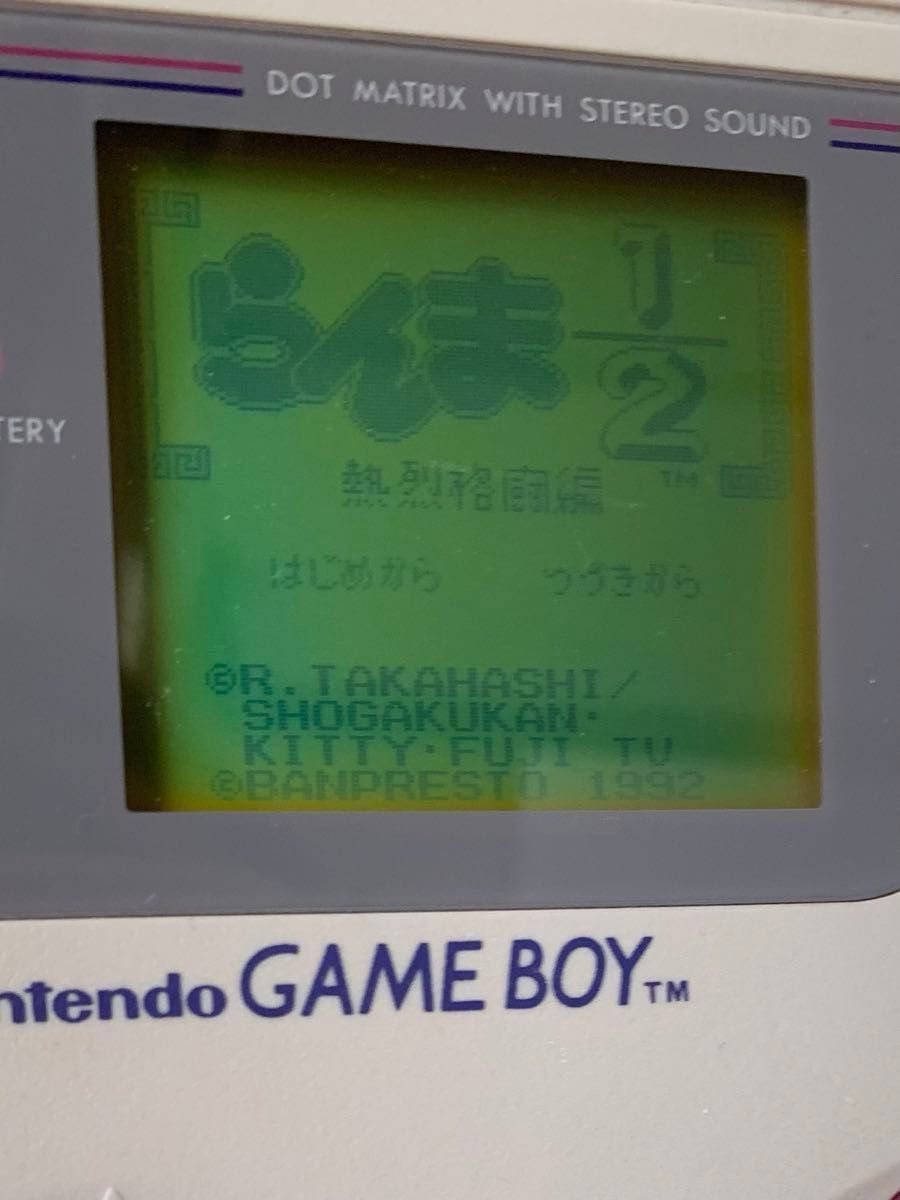 DOT MATRIX WITH STEREO SOUND
らんま 1/2
TM
熱烈格闘編
TERY
はじめから つづきから
©R.TAKAHASHI/
SHOGAKUKAN・
KITTY・FUJI TV
©BANPRESTO 1992
ntendo GAME BOY TM